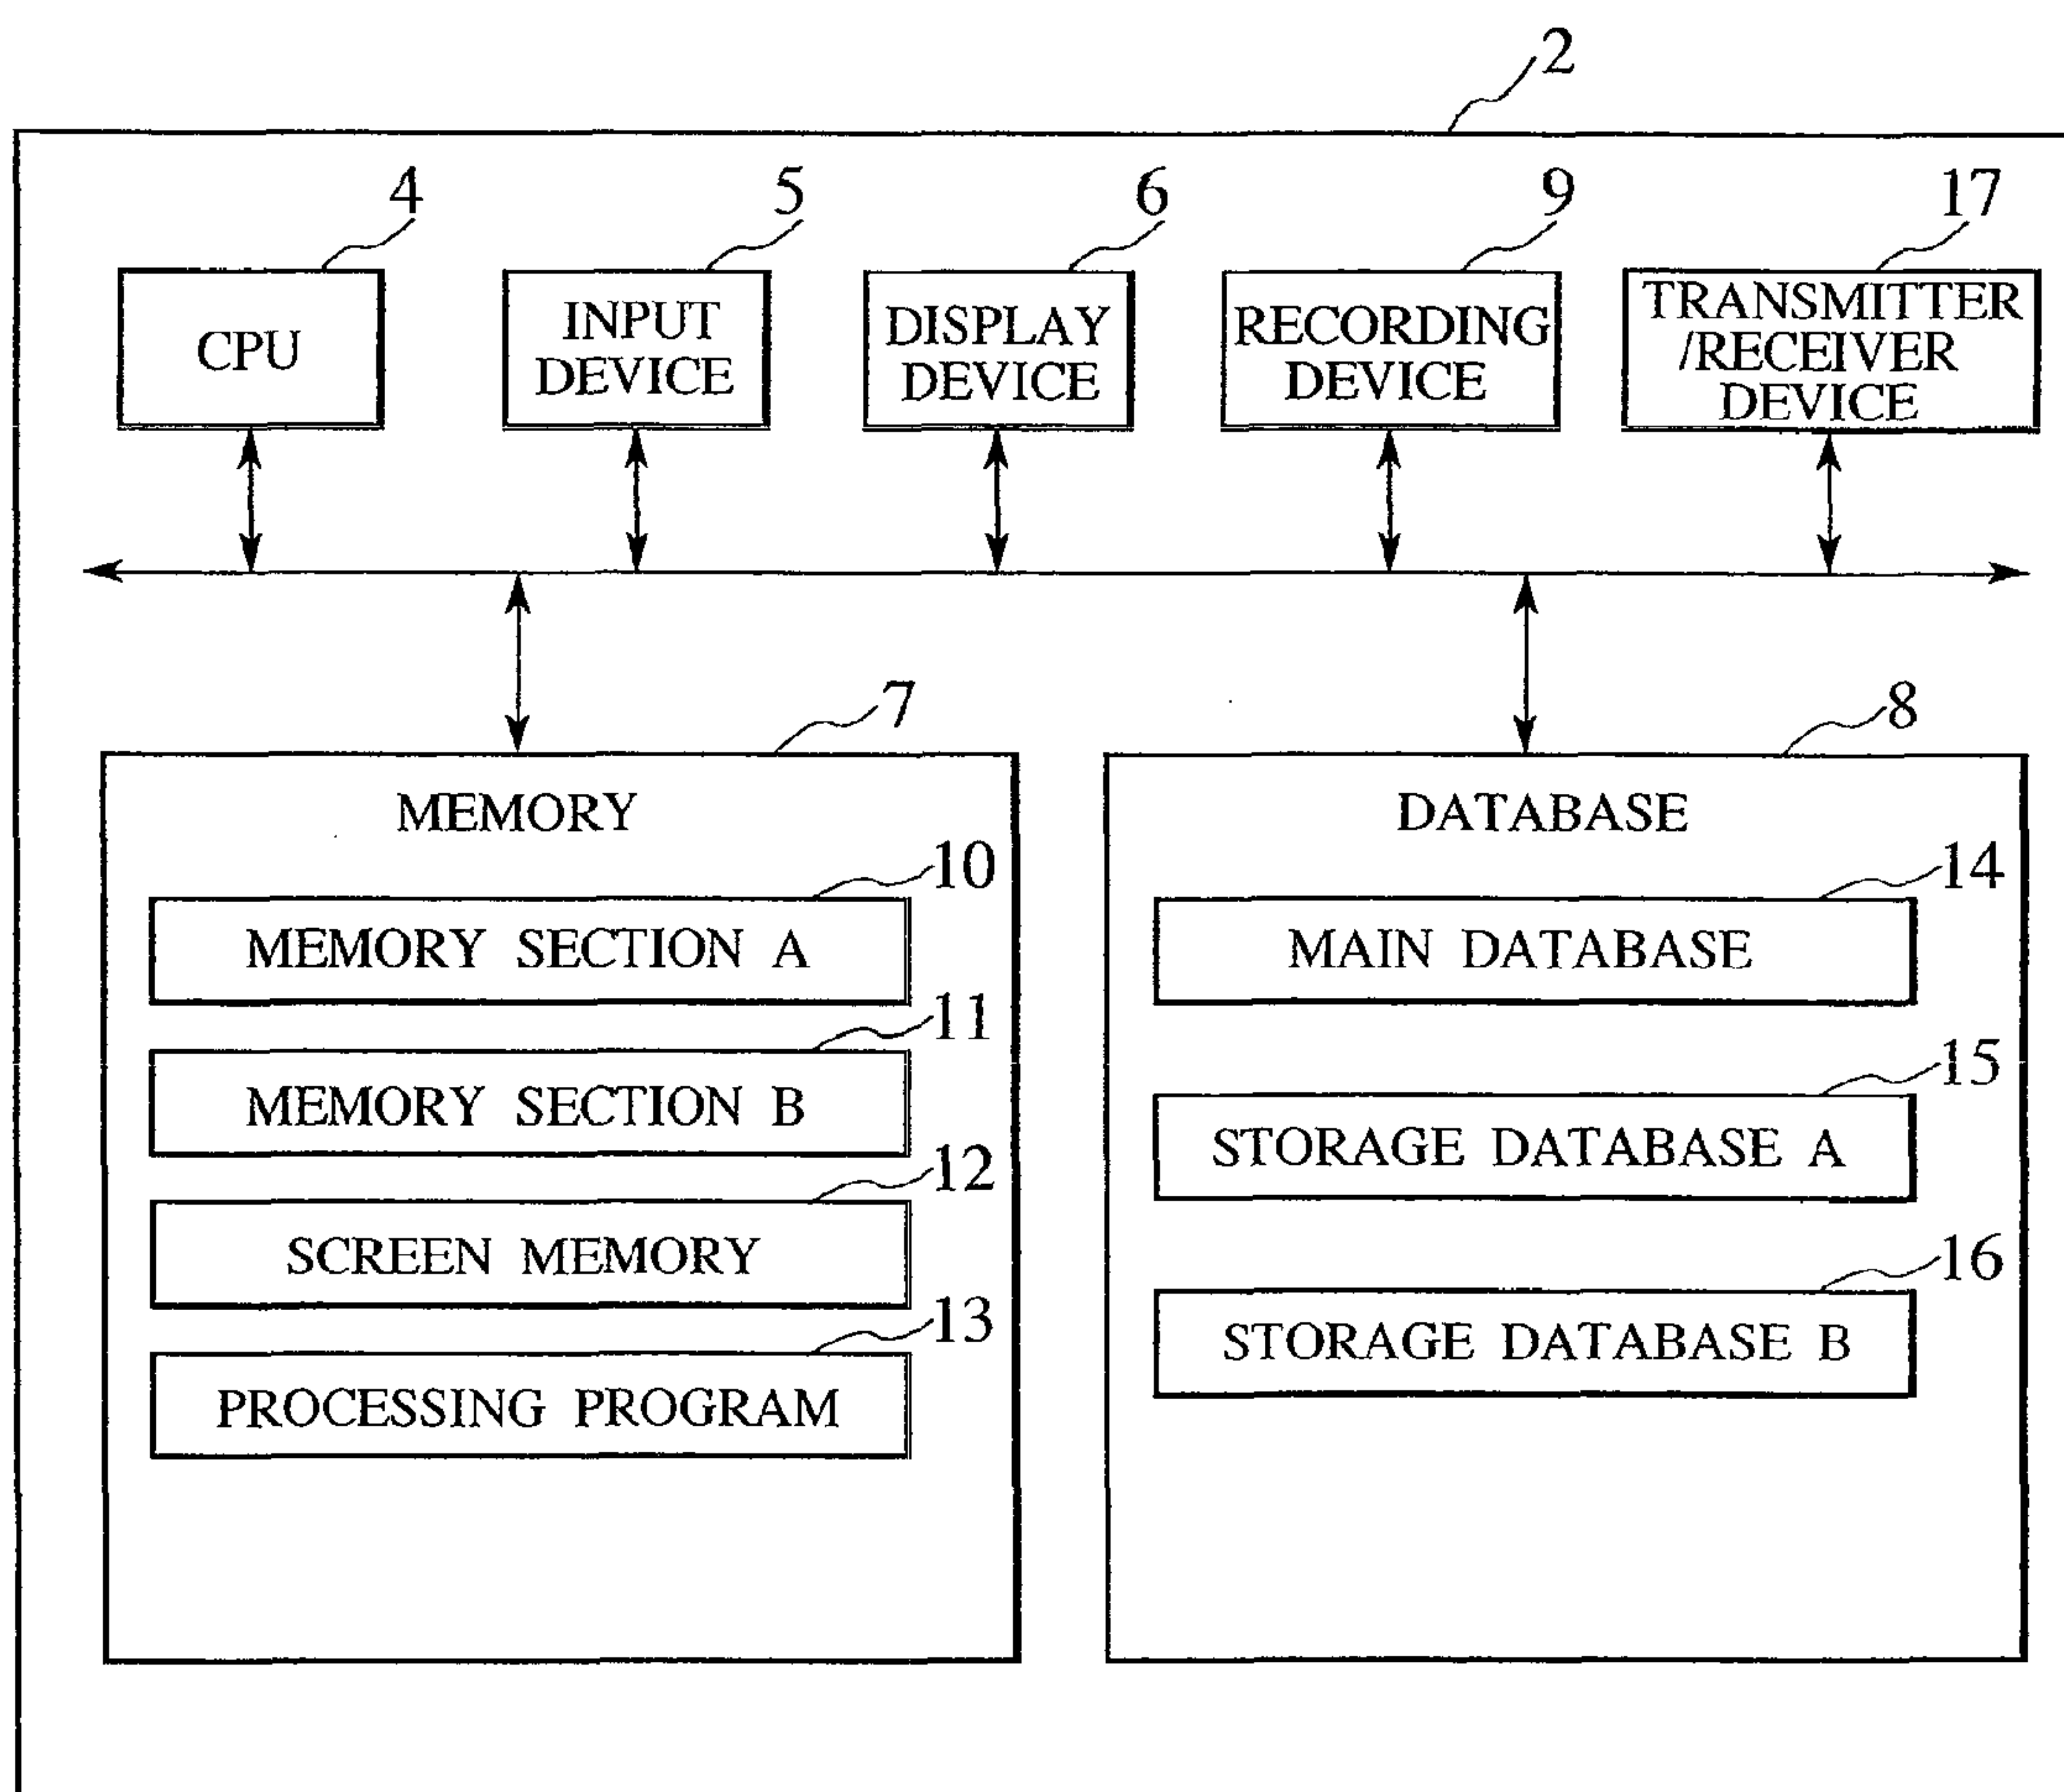 2
4
5
6
9
17
CPU
INPUT
DEVICE
DISPLAY
DEVICE
RECORDING
DEVICE
TRANSMITTER
/RECEIVER
DEVICE
7
MEMORY
10
MEMORY SECTION A
11
MEMORY SECTION B
12
SCREEN MEMORY
13
PROCESSING PROGRAM
8
DATABASE
14
MAIN DATABASE
15
STORAGE DATABASE A
16
STORAGE DATABASE B